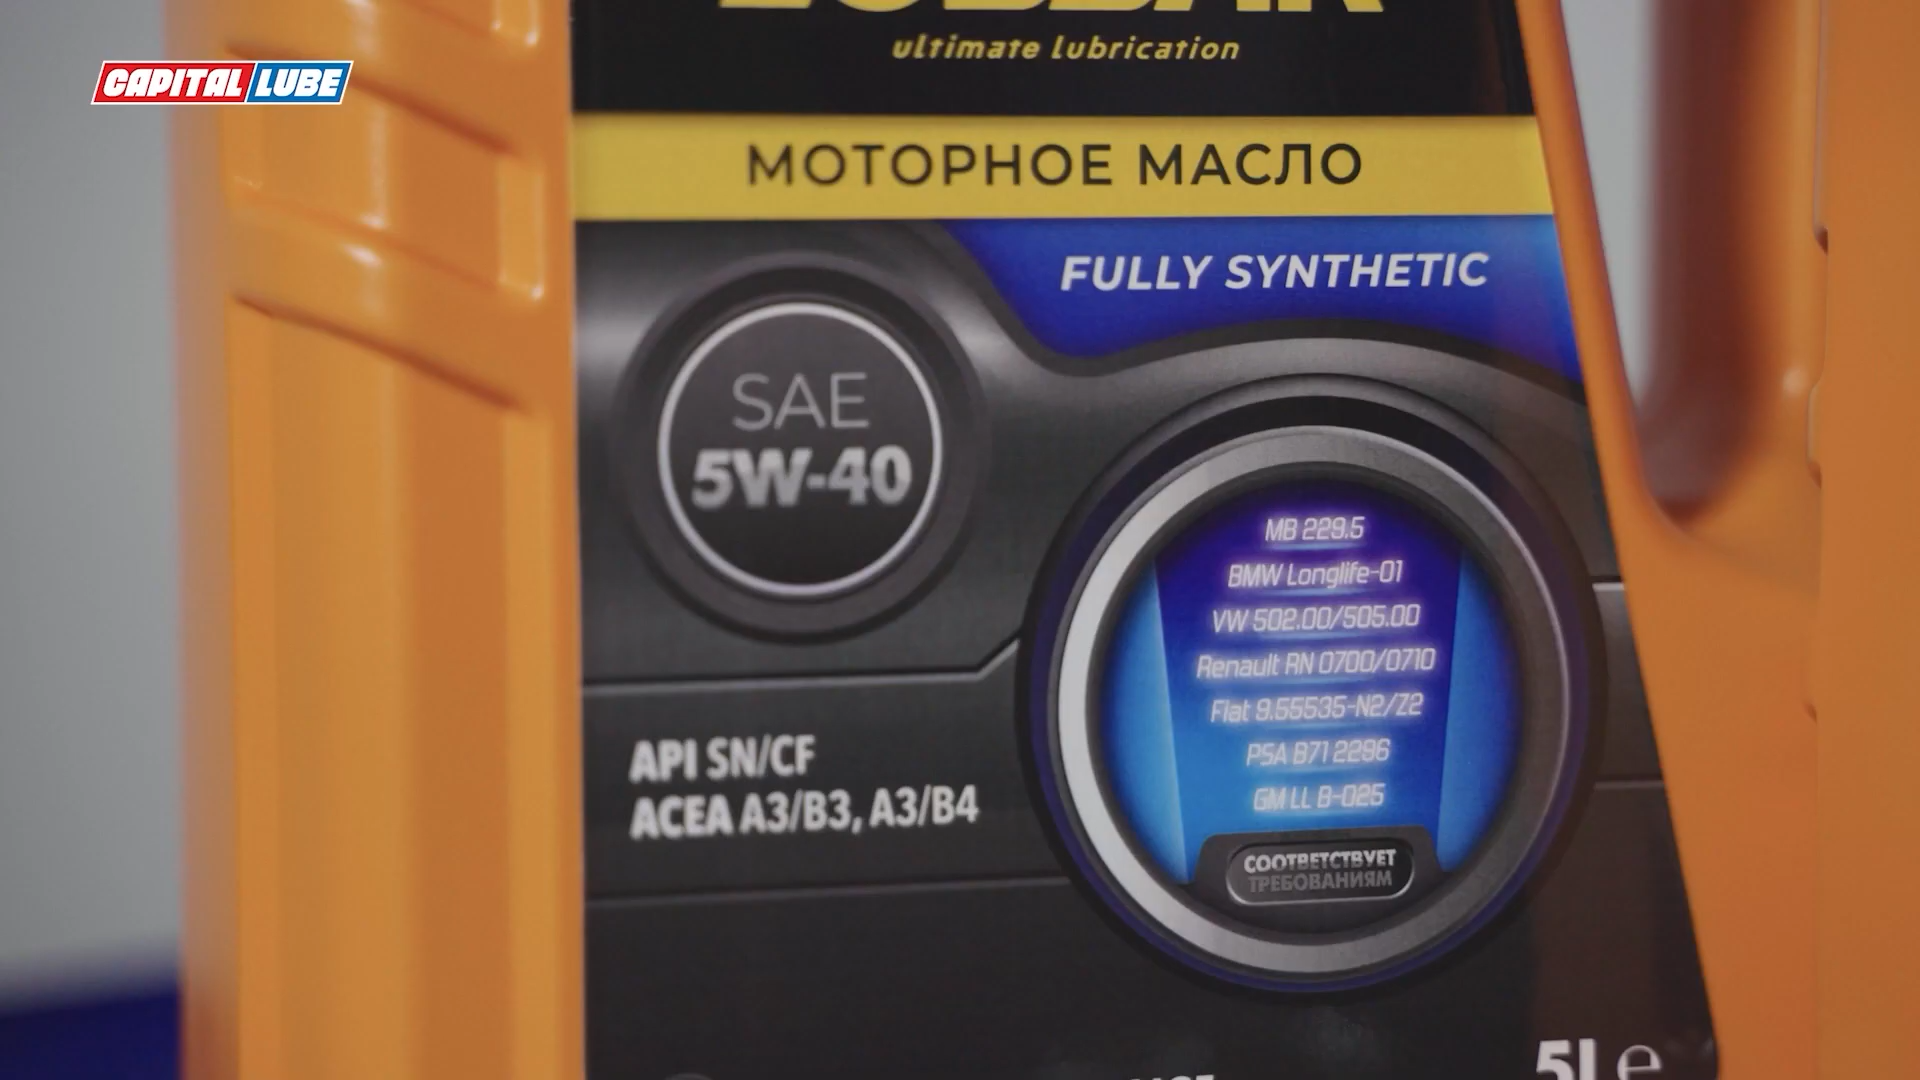 CAPITAL LUBE
ultimate lubrication
МОТОРНОЕ МАСЛО
FULLY SYNTHETIC
SAE
5W-40
MB 229.5
BMW Longlife-01
VW 502.00/505.00
Renault RN 0700/0710
Fiat 9.55535-N2/Z2
PSA B71 2296
GM LL B-025
СООТВЕТСТВУЕТ
ТРЕБОВАНИЯМ
API SN/CF
ACEA A3/B3, A3/B4
5L e